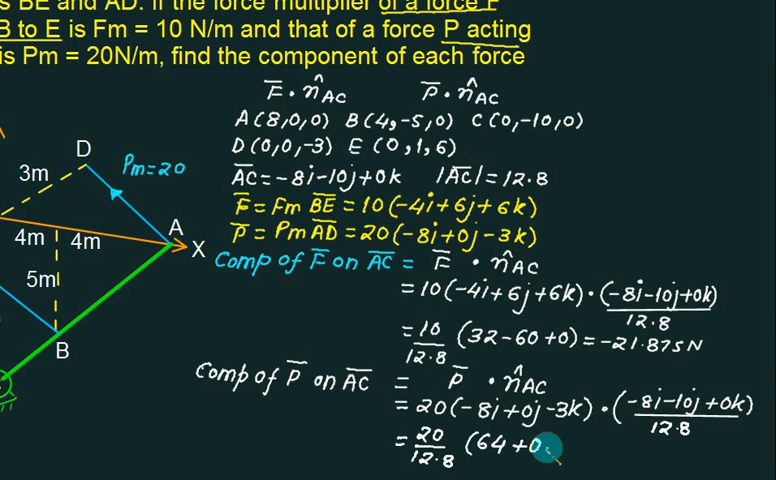 s BE and AD. If the force multiplier of a force F
B to E is Fm = 10 N/m and that of a force P acting
is Pm = 20N/m, find the component of each force
F̅ · n̂AC P̅ · n̂AC
A(8,0,0) B(4,-5,0) C(0,-10,0)
D(0,0,-3) E(0,1,6)
A̅C̅ = -8i-10j+0k |A̅C̅| = 12.8
F̅ = Fm B̅E̅ = 10(-4i+6j+6k)
P̅ = Pm A̅D̅ = 20(-8i+0j-3k)
Comp of F̅ on A̅C̅ = F̅ · n̂AC
= 10(-4i+6j+6k) · (-8i-10j+0k)
12.8
= 10 (32-60+0) = -21.875N
12.8
Comp of P̅ on A̅C̅ = P̅ · n̂AC
= 20(-8i+0j-3k) · (-8i-10j+0k)
12.8
= 20 (64+0
12.8
D
3m
Pm=20
A
X
4m 4m
5m
B